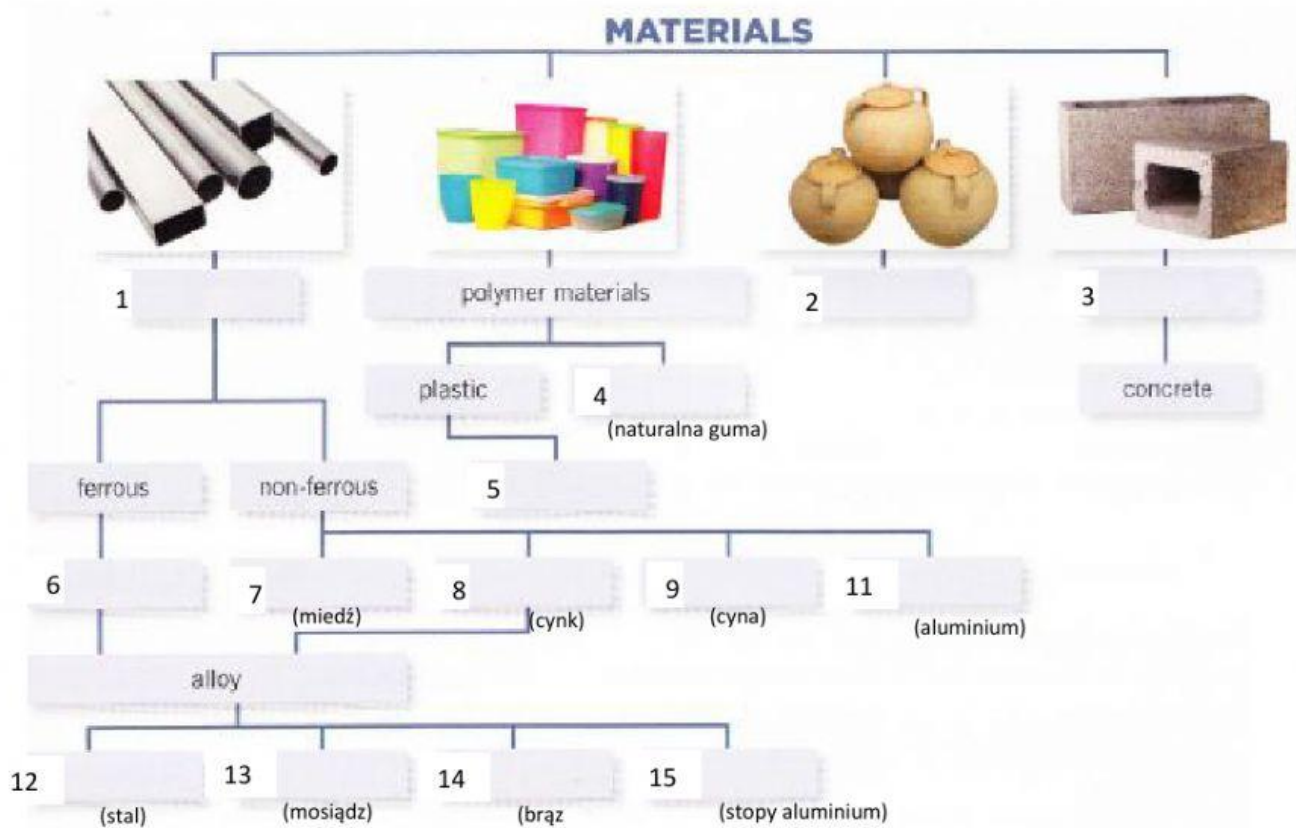 MATERIALS
1
polymer materials
2
3
plastic
4
concrete
(naturalna guma)
ferrous
non-ferrous
5
6
7
8
9
11
(miedź)
(cynk)
(cyna)
(aluminium)
alloy
12
13
14
15
(stal)
(mosiądz)
(brąz
(stopy aluminium)